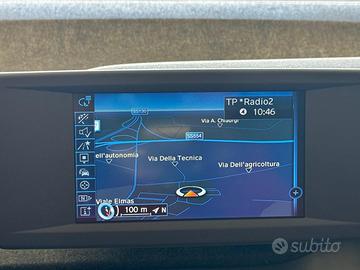 TP *Radio2
10:46
SS130
Via A. Chiaurgi
SS554
ell'autonomia
Via Della Tecnica
Via Dell'agricoltura
Viale Elmas
100 m
N
subito